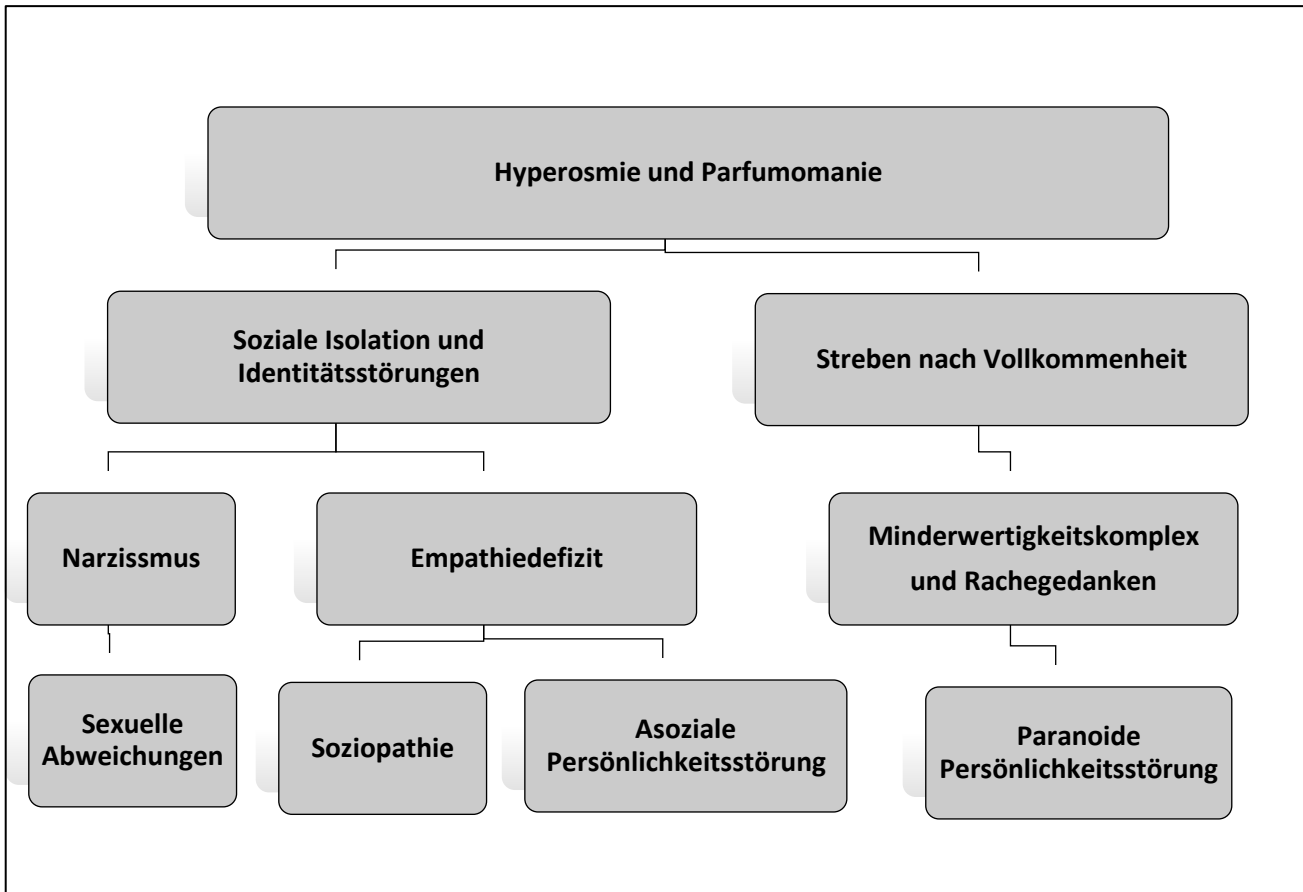 Hyperosmie und Parfumomanie
Soziale Isolation und
Identitätsstörungen
Streben nach Vollkommenheit
Narzissmus
Empathiedefizit
Minderwertigkeitskomplex
und Rachegedanken
Sexuelle
Abweichungen
Soziopathie
Asoziale
Persönlichkeitsstörung
Paranoide
Persönlichkeitsstörung